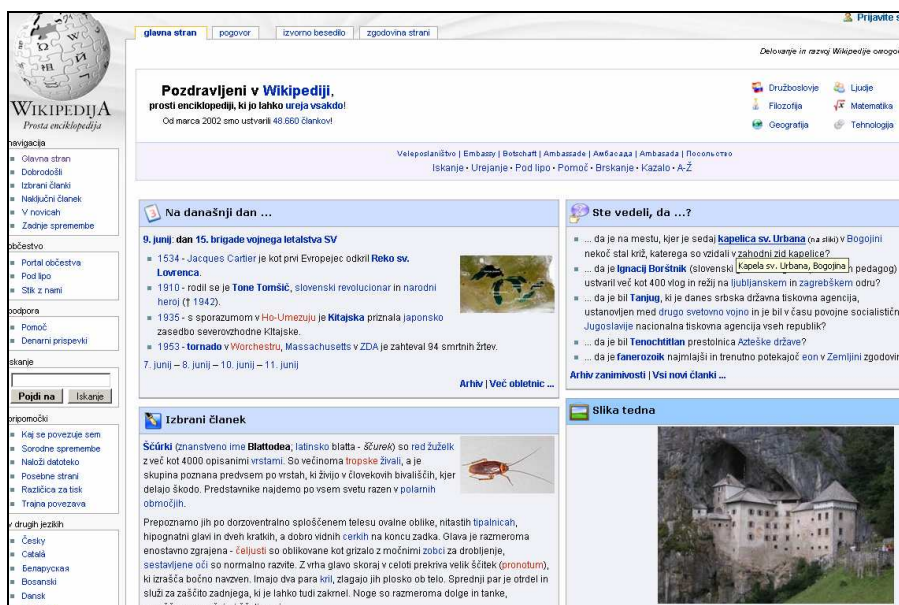 Prijavite s
glavna stran
pogovor
izvorno besedilo
zgodovina strani
WIKIPEDIJA
Prosta enciklopedija
navigacija
Glavna stran
Dobrodošli
Izbrani članki
Naključni članek
V novicah
Zadnje spremembe
občestvo
Portal občestva
Pod lipo
Stik z nami
podpora
Pomoč
Denarni prispevki
iskanje
Pojdi na
Iskanje
pripomočki
Kaj se povezuje sem
Sorodne spremembe
Naloži datoteko
Posebne strani
Različica za tisk
Trajna povezava
v drugih jezikih
Česky
Català
Беларуская
Bosanski
Dansk
Delovanje in razvoj Wikipedije omogo
Pozdravljeni v Wikipediji,
prosti enciklopediji, ki jo lahko ureja vsakdo!
Od marca 2002 smo ustvarili 48.660 člankov!
Družboslovje
Ljudje
Filozofija
Matematika
Geografija
Tehnologija
Veleposlaništvo | Embassy | Botschaft | Ambassade | Амбасада | Ambasada | Посольство
Iskanje · Urejanje · Pod lipo · Pomoč · Brskanje · Kazalo · A-Ž
Na današnji dan ...
9. junij: dan 15. brigade vojnega letalstva SV
1534 - Jacques Cartier je kot prvi Evropejec odkril Reko sv.
Lovrenca.
1910 - rodil se je Tone Tomšič, slovenski revolucionar in narodni
heroj († 1942).
1935 - s sporazumom v Ho-Umezuju je Kitajska priznala japonsko
zasedbo severovzhodne Kitajske.
1953 - tornado v Worchestru, Massachusetts v ZDA je zahteval 94 smrtnih žrtev.
7. junij – 8. junij – 10. junij – 11. junij
Arhiv | Več obletnic ...
Ste vedeli, da ...?
... da je na mestu, kjer je sedaj kapelica sv. Urbana (na sliki) v Bogojini
nekoč stal križ, katerega so vzidali v zahodni zid kapelice?
Kapela sv. Urbana, Bogojina
... da je Ignacij Borštnik (slovenski pedagog)
ustvaril več kot 400 vlog in režij na ljubljanskem in zagrebškem odru?
... da je bil Tanjug, ki je danes srbska državna tiskovna agencija,
ustanovljen med drugo svetovno vojno in je bil v času povojne socialističn
Jugoslavije nacionalna tiskovna agencija vseh republik?
... da je bil Tenochtitlan prestolnica Azteške države?
... da je fanerozoik najmlajši in trenutno potekajoč eon v Zemljini zgodovin
Arhiv zanimivosti | Vsi novi članki ...
Izbrani članek
Ščúrki (znanstveno ime Blattodea; latinsko blatta - ščurek) so red žuželk
z več kot 4000 opisanimi vrstami. So večinoma tropske živali, a je
skupina poznana predvsem po vrstah, ki živijo v človekovih bivališčih, kjer
delajo škodo. Predstavnike najdemo po vsem svetu razen v polarnih
območjih.
Prepoznamo jih po dorzoventralno sploščenem telesu ovalne oblike, nitastih tipalnicah,
hipognatni glavi in dveh kratkih, a dobro vidnih cerkih na koncu zadka. Glava je razmeroma
enostavno zgrajena - čeljusti so oblikovane kot grizalo z močnimi zobci za drobljenje,
sestavljene oči so normalno razvite. Z vrha glavo skoraj v celoti prekriva velik ščitek (pronotum),
ki izrašča bočno navzven. Imajo dva para kril, zlagajo jih plosko ob telo. Sprednji par je otrdel in
služi za zaščito zadnjega, ki je lahko tudi zakrnel. Noge so razmeroma dolge in tanke,
Slika tedna